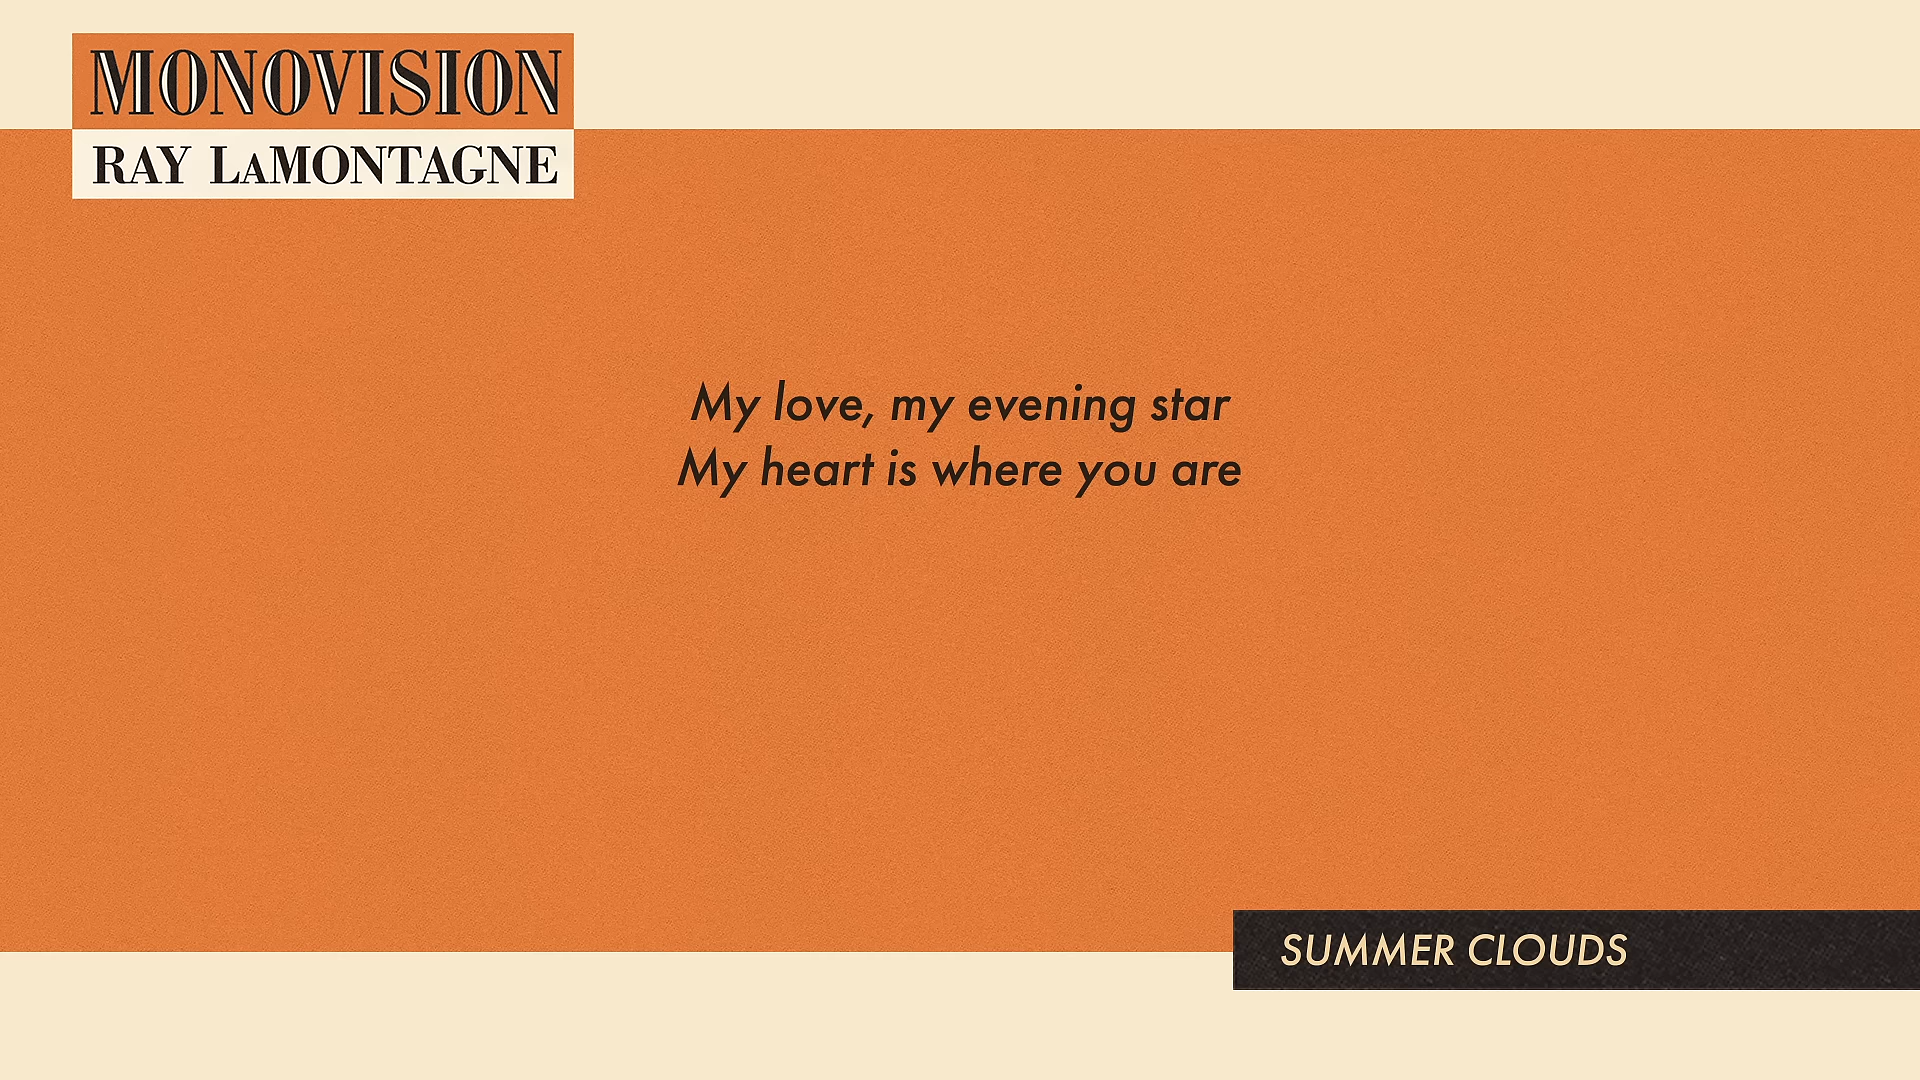 MONOVISION
RAY LaMONTAGNE
My love, my evening star
My heart is where you are
SUMMER CLOUDS